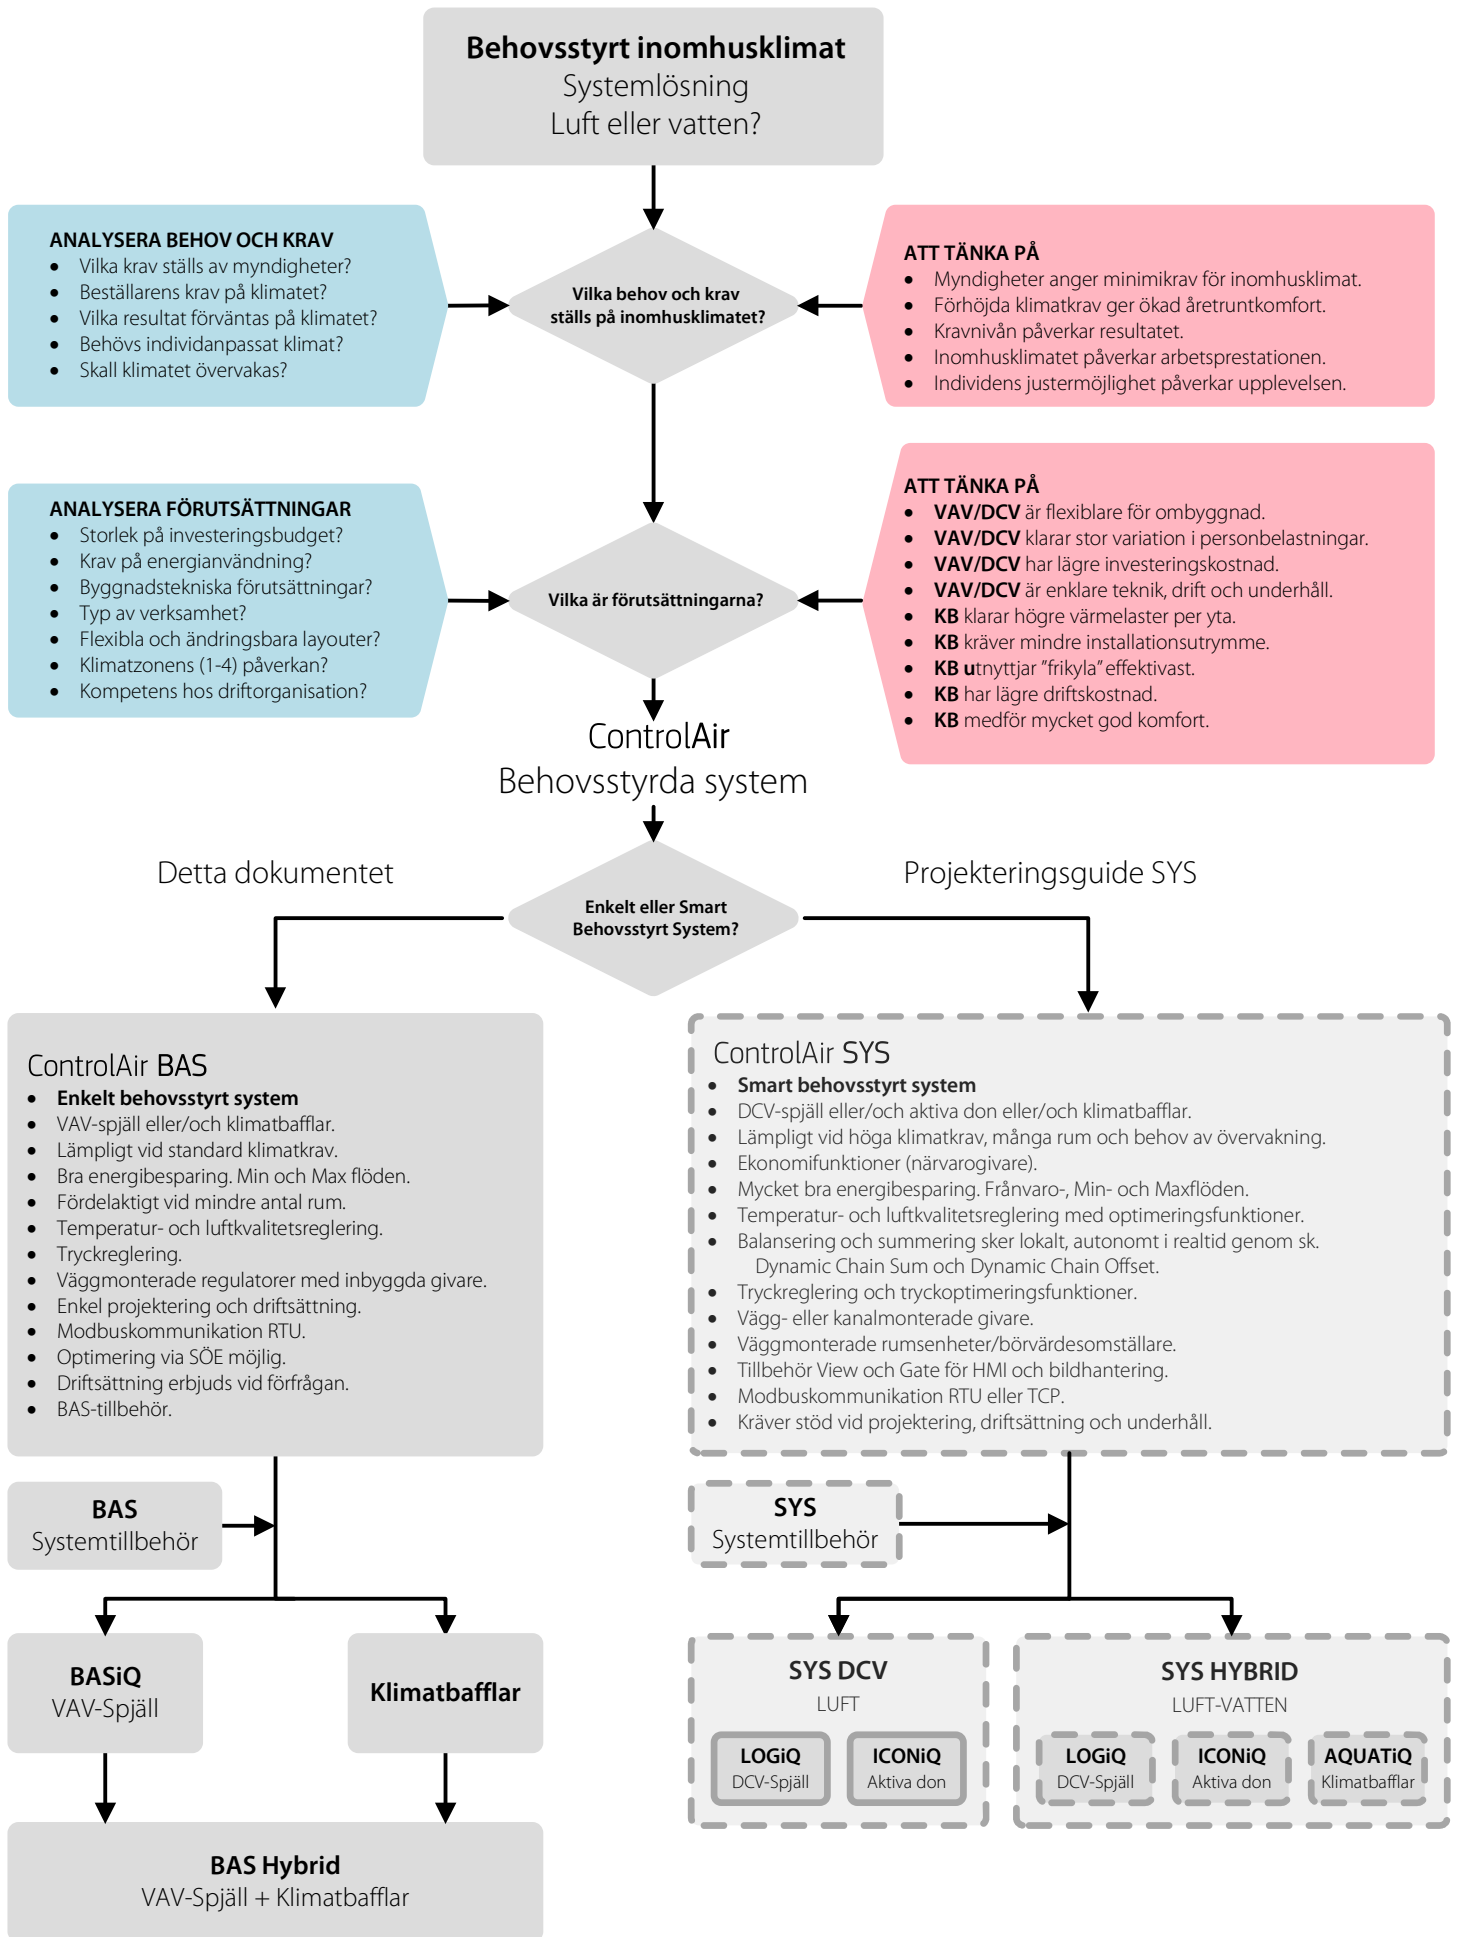 Behovsstyrt inomhusklimat
Systemlösning
Luft eller vatten?
ANALYSERA BEHOV OCH KRAV
• Vilka krav ställs av myndigheter?
• Beställarens krav på klimatet?
• Vilka resultat förväntas på klimatet?
• Behövs individanpassat klimat?
• Skall klimatet övervakas?
Vilka behov och krav
ställs på inomhusklimatet?
ATT TÄNKA PÅ
• Myndigheter anger minimikrav för inomhusklimat.
• Förhöjda klimatkrav ger ökad åretruntkomfort.
• Kravnivån påverkar resultatet.
• Inomhusklimatet påverkar arbetsprestationen.
• Individens justermöjlighet påverkar upplevelsen.
ANALYSERA FÖRUTSÄTTNINGAR
• Storlek på investeringsbudget?
• Krav på energianvändning?
• Byggnadstekniska förutsättningar?
• Typ av verksamhet?
• Flexibla och ändringsbara layouter?
• Klimatzonens (1-4) påverkan?
• Kompetens hos driftorganisation?
Vilka är förutsättningarna?
ATT TÄNKA PÅ
• VAV/DCV är flexiblare för ombyggnad.
• VAV/DCV klarar stor variation i personbelastningar.
• VAV/DCV har lägre investeringskostnad.
• VAV/DCV är enklare teknik, drift och underhåll.
• KB klarar högre värmelaster per yta.
• KB kräver mindre installationsutrymme.
• KB utnyttjar ”frikyla” effektivast.
• KB har lägre driftskostnad.
• KB medför mycket god komfort.
ControlAir
Behovsstyrda system
Detta dokumentet
Enkelt eller Smart
Behovsstyrt System?
Projekteringsguide SYS
ControlAir BAS
• Enkelt behovsstyrt system
• VAV-spjäll eller/och klimatbafflar.
• Lämpligt vid standard klimatkrav.
• Bra energibesparing. Min och Max flöden.
• Fördelaktigt vid mindre antal rum.
• Temperatur- och luftkvalitetsreglering.
• Tryckreglering.
• Väggmonterade regulatorer med inbyggda givare.
• Enkel projektering och driftsättning.
• Modbuskommunikation RTU.
• Optimering via SÖE möjlig.
• Driftsättning erbjuds vid förfrågan.
• BAS-tillbehör.
ControlAir SYS
• Smart behovsstyrt system
• DCV-spjäll eller/och aktiva don eller/och klimatbafflar.
• Lämpligt vid höga klimatkrav, många rum och behov av övervakning.
• Ekonomifunktioner (närvarogivare).
• Mycket bra energibesparing. Frånvaro-, Min- och Maxflöden.
• Temperatur- och luftkvalitetsreglering med optimeringsfunktioner.
• Balansering och summering sker lokalt, autonomt i realtid genom sk.
Dynamic Chain Sum och Dynamic Chain Offset.
• Tryckreglering och tryckoptimeringsfunktioner.
• Vägg- eller kanalmonterade givare.
• Väggmonterade rumsenheter/börvärdesomställare.
• Tillbehör View och Gate för HMI och bildhantering.
• Modbuskommunikation RTU eller TCP.
• Kräver stöd vid projektering, driftsättning och underhåll.
BAS
Systemtillbehör
SYS
Systemtillbehör
BASiQ
VAV-Spjäll
Klimatbafflar
BAS Hybrid
VAV-Spjäll + Klimatbafflar
SYS DCV
LUFT
LOGiQ
DCV-Spjäll
ICONiQ
Aktiva don
SYS HYBRID
LUFT-VATTEN
LOGiQ
DCV-Spjäll
ICONiQ
Aktiva don
AQUATiQ
Klimatbafflar